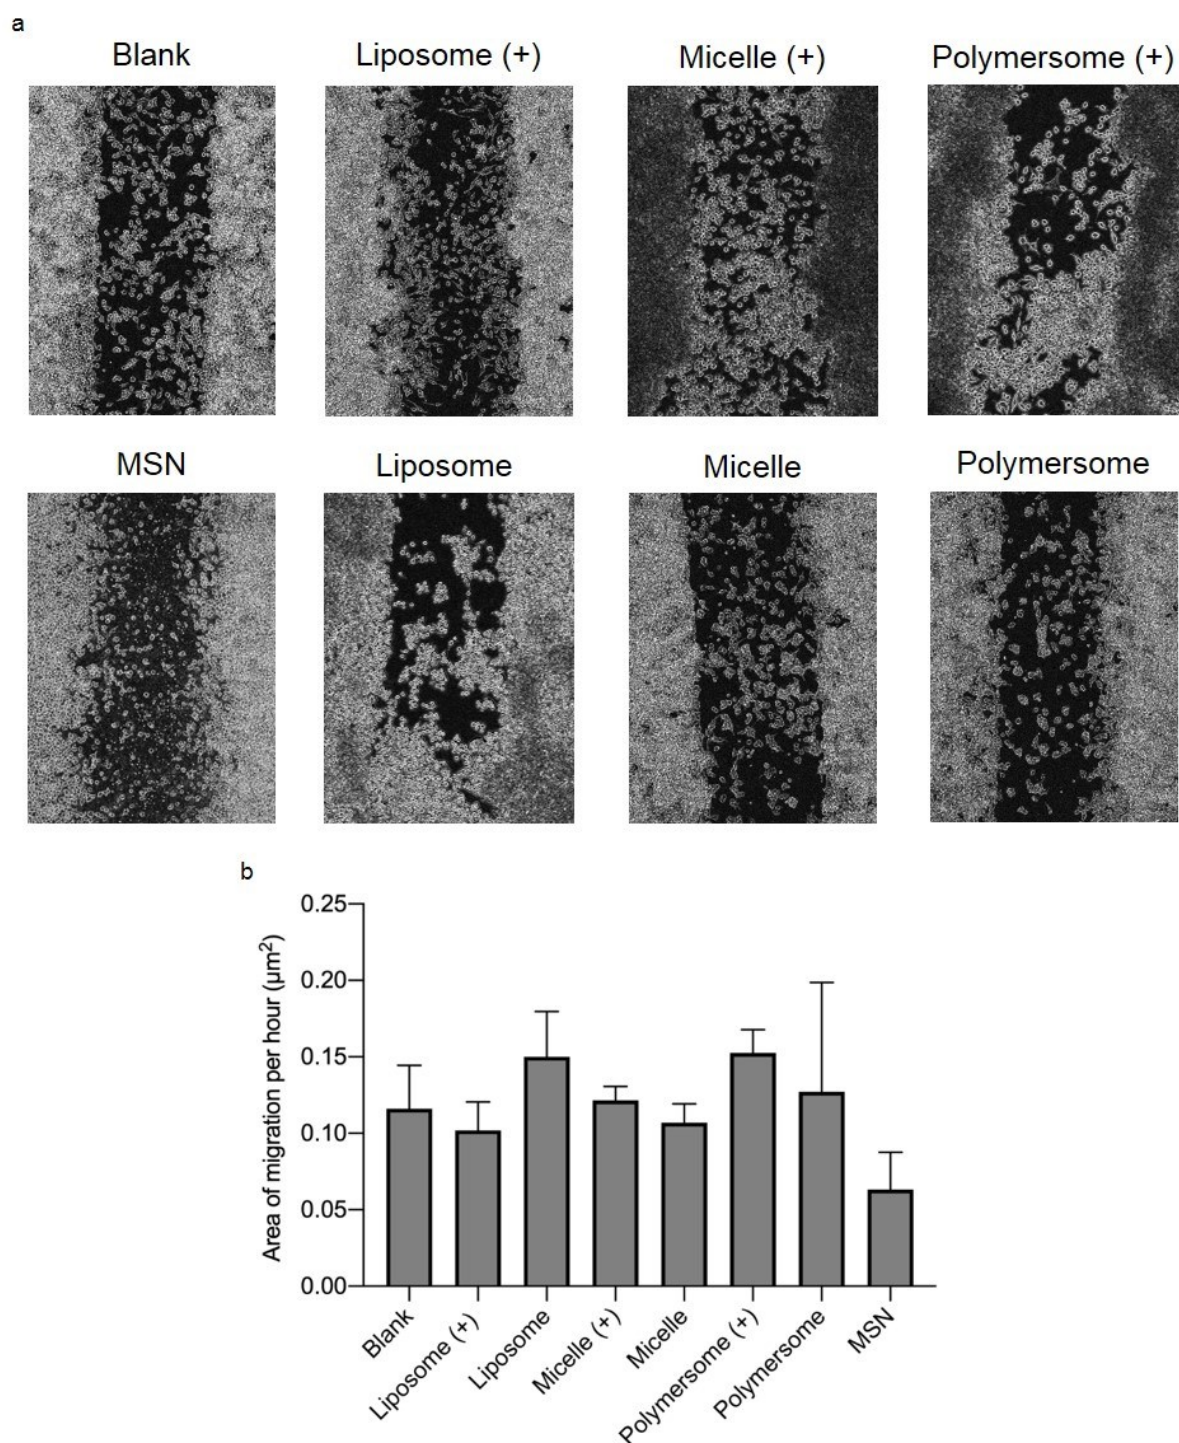 a
Blank Liposome (+) Micelle (+) Polymersome (+)
MSN Liposome Micelle Polymersome
b
Area of migration per hour (µm²)
0.25
0.20
0.15
0.10
0.05
0.00
Blank
Liposome (+)
Liposome
Micelle (+)
Micelle
Polymersome (+)
Polymersome
MSN